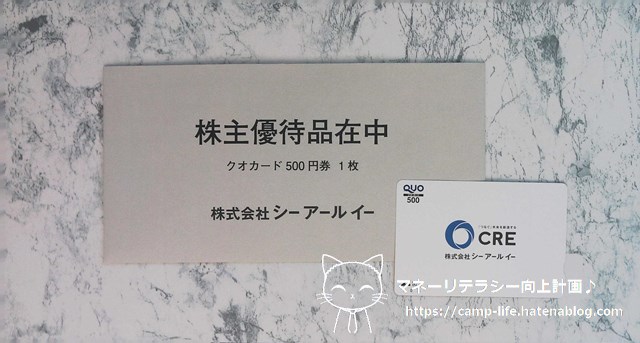 株主優待品在中
クオカード 500 円券 1 枚
株式会社 シーアールイー
QUO
500
CRE
株式会社 シーアールイー
マネーリテラシー向上計画♪
https://camp-life.hatenablog.com/